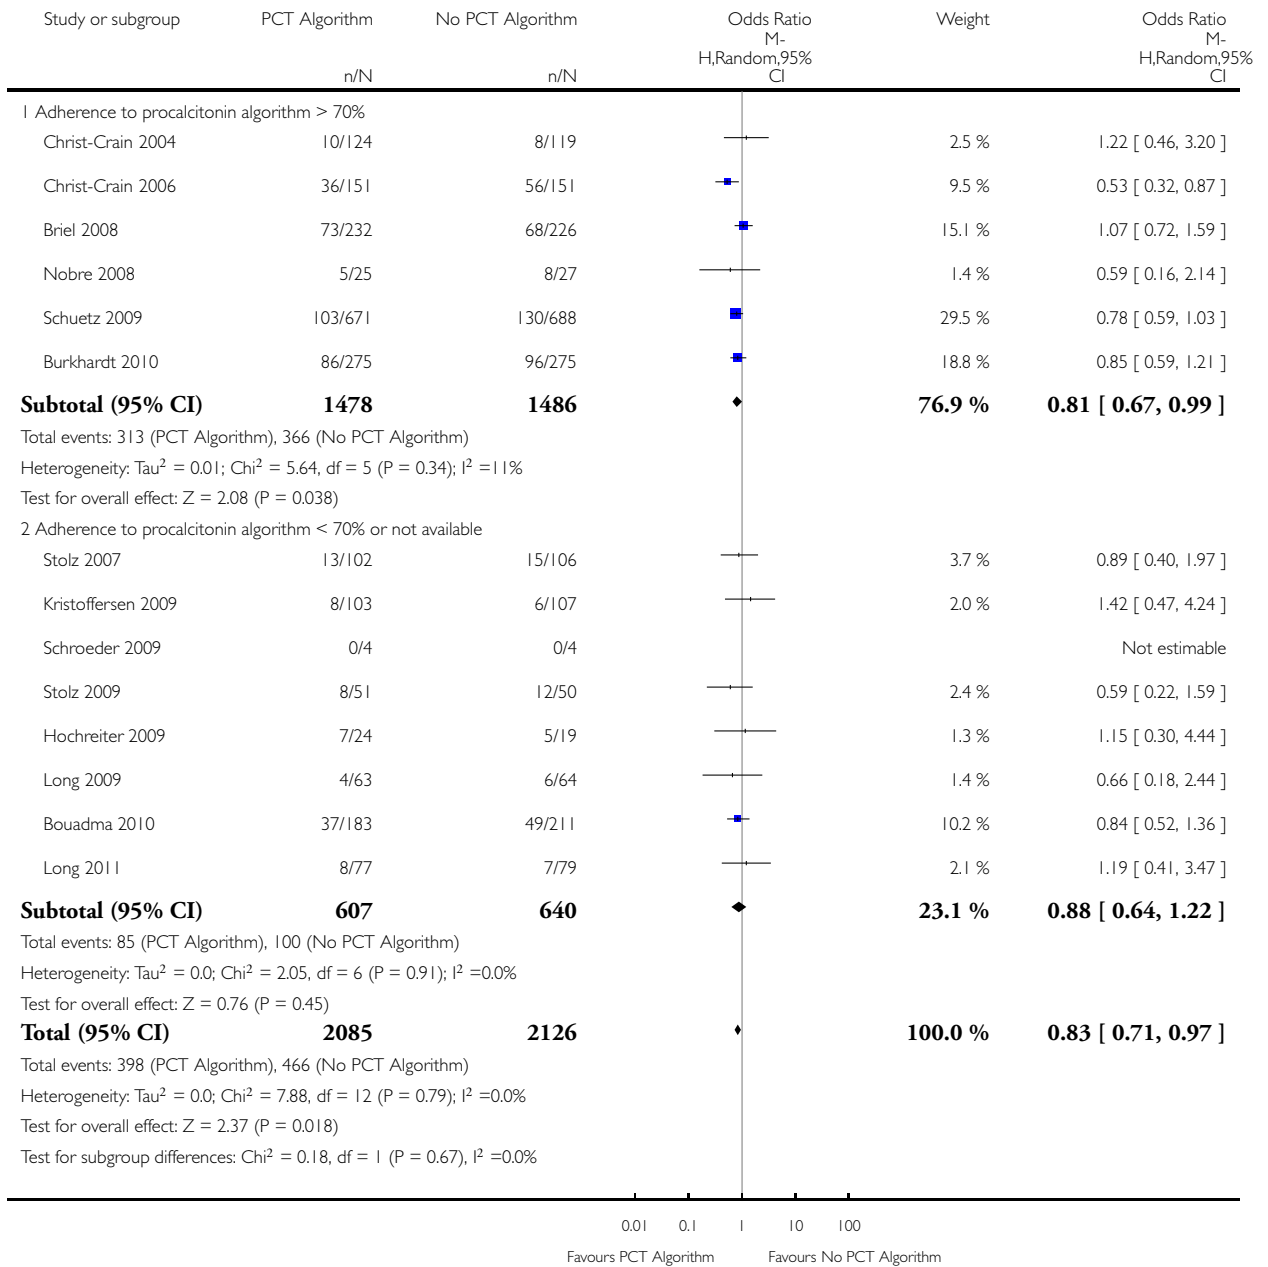 Study or subgroup PCT Algorithm No PCT Algorithm Odds Ratio Weight Odds Ratio
M- M-
H,Random,95% H,Random,95%
n/N n/N CI CI
1 Adherence to procalcitonin algorithm > 70%
Christ-Crain 2004 10/124 8/119 2.5 % 1.22 [ 0.46, 3.20 ]
Christ-Crain 2006 36/151 56/151 9.5 % 0.53 [ 0.32, 0.87 ]
Briel 2008 73/232 68/226 15.1 % 1.07 [ 0.72, 1.59 ]
Nobre 2008 5/25 8/27 1.4 % 0.59 [ 0.16, 2.14 ]
Schuetz 2009 103/671 130/688 29.5 % 0.78 [ 0.59, 1.03 ]
Burkhardt 2010 86/275 96/275 18.8 % 0.85 [ 0.59, 1.21 ]
Subtotal (95% CI) 1478 1486 76.9 % 0.81 [ 0.67, 0.99 ]
Total events: 313 (PCT Algorithm), 366 (No PCT Algorithm)
Heterogeneity: Tau² = 0.01; Chi² = 5.64, df = 5 (P = 0.34); I² =11%
Test for overall effect: Z = 2.08 (P = 0.038)
2 Adherence to procalcitonin algorithm < 70% or not available
Stolz 2007 13/102 15/106 3.7 % 0.89 [ 0.40, 1.97 ]
Kristoffersen 2009 8/103 6/107 2.0 % 1.42 [ 0.47, 4.24 ]
Schroeder 2009 0/4 0/4 Not estimable
Stolz 2009 8/51 12/50 2.4 % 0.59 [ 0.22, 1.59 ]
Hochreiter 2009 7/24 5/19 1.3 % 1.15 [ 0.30, 4.44 ]
Long 2009 4/63 6/64 1.4 % 0.66 [ 0.18, 2.44 ]
Bouadma 2010 37/183 49/211 10.2 % 0.84 [ 0.52, 1.36 ]
Long 2011 8/77 7/79 2.1 % 1.19 [ 0.41, 3.47 ]
Subtotal (95% CI) 607 640 23.1 % 0.88 [ 0.64, 1.22 ]
Total events: 85 (PCT Algorithm), 100 (No PCT Algorithm)
Heterogeneity: Tau² = 0.0; Chi² = 2.05, df = 6 (P = 0.91); I² =0.0%
Test for overall effect: Z = 0.76 (P = 0.45)
Total (95% CI) 2085 2126 100.0 % 0.83 [ 0.71, 0.97 ]
Total events: 398 (PCT Algorithm), 466 (No PCT Algorithm)
Heterogeneity: Tau² = 0.0; Chi² = 7.88, df = 12 (P = 0.79); I² =0.0%
Test for overall effect: Z = 2.37 (P = 0.018)
Test for subgroup differences: Chi² = 0.18, df = 1 (P = 0.67), I² =0.0%
0.01 0.1 1 10 100
Favours PCT Algorithm Favours No PCT Algorithm